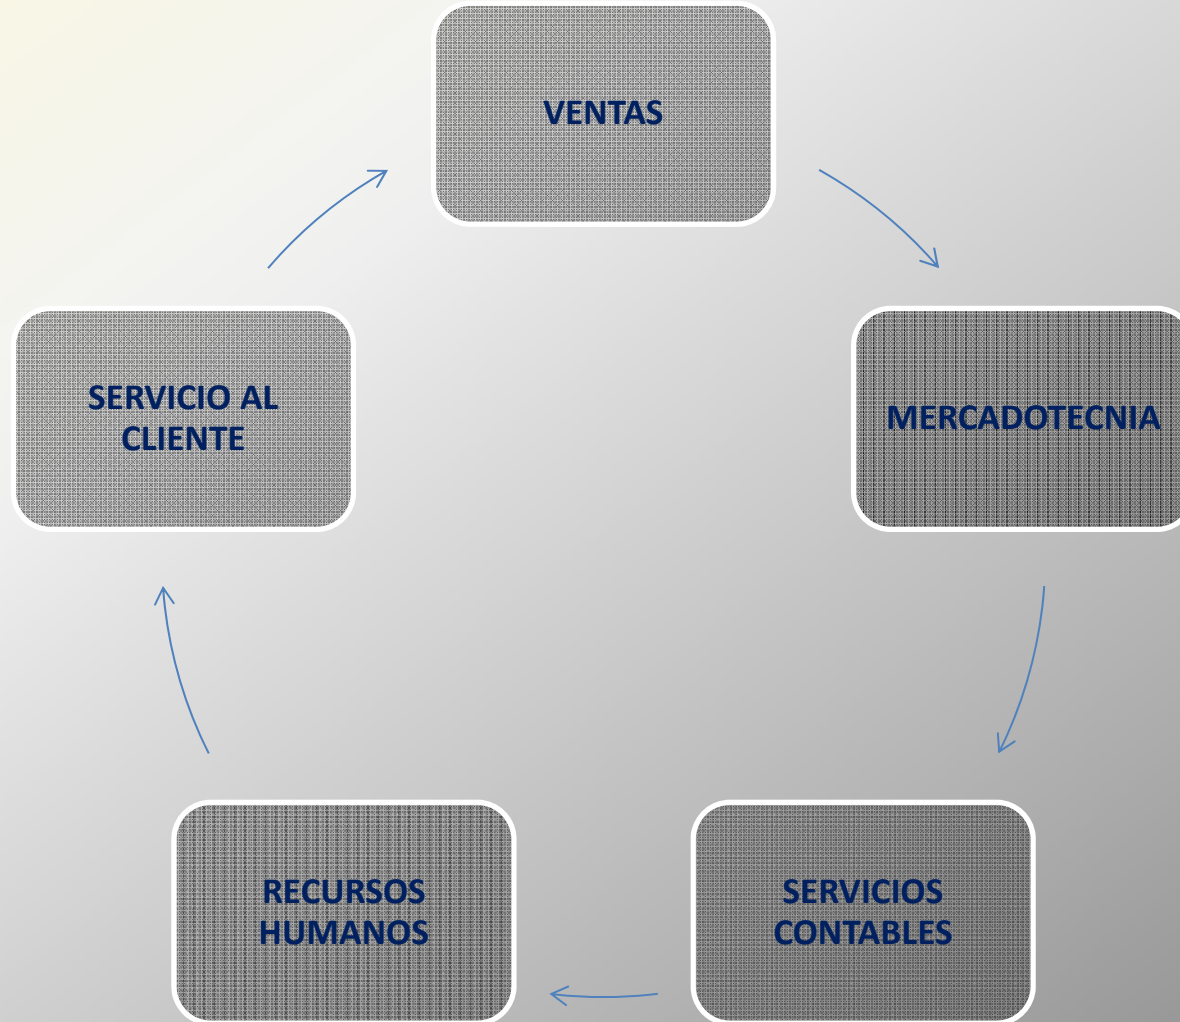 VENTAS
SERVICIO AL
CLIENTE
MERCADOTECNIA
RECURSOS
HUMANOS
SERVICIOS
CONTABLES